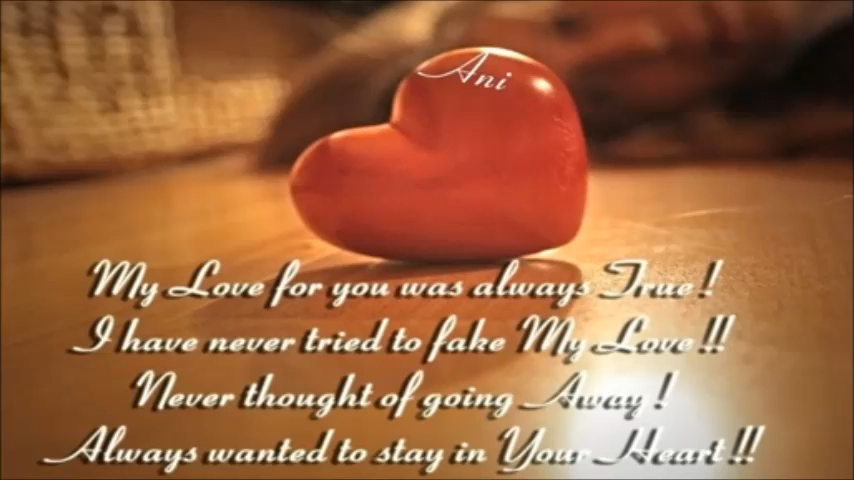 Ani
My Love for you was always True!
I have never tried to fake My Love!!
Never thought of going Away!
Always wanted to stay in Your Heart!!